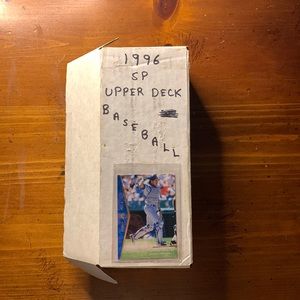 1996
SP
UPPER DECK
BASEBALL